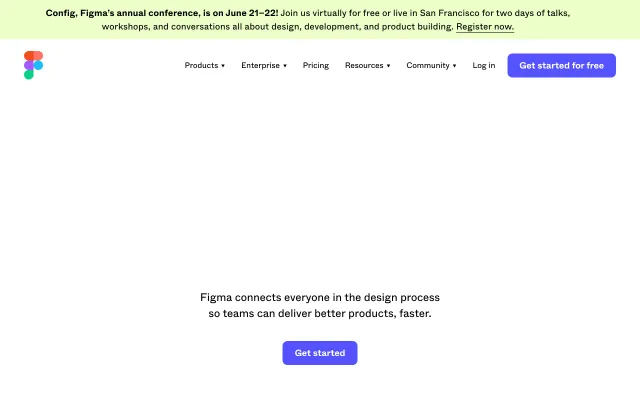 Config, Figma's annual conference, is on June 21–22! Join us virtually for free or live in San Francisco for two days of talks,
workshops, and conversations all about design, development, and product building. Register now.
Products ▾ Enterprise ▾ Pricing Resources ▾ Community ▾ Log in Get started for free
Figma connects everyone in the design process
so teams can deliver better products, faster.
Get started